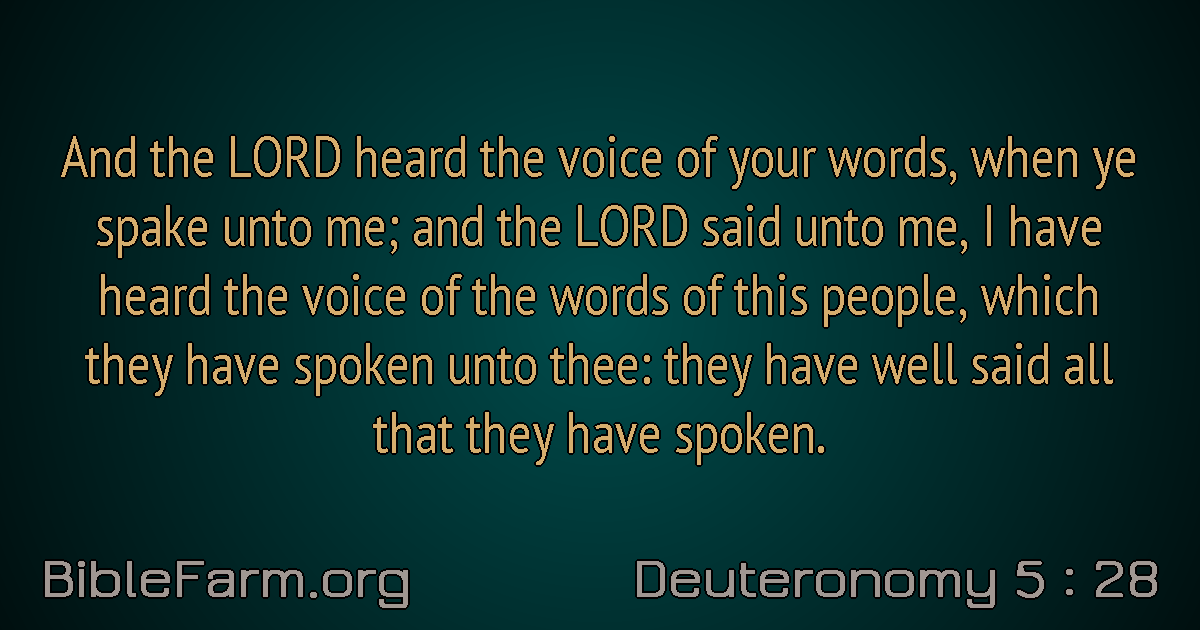 And the LORD heard the voice of your words, when ye
spake unto me; and the LORD said unto me, I have
heard the voice of the words of this people, which
they have spoken unto thee: they have well said all
that they have spoken.
BibleFarm.org
Deuteronomy 5 : 28